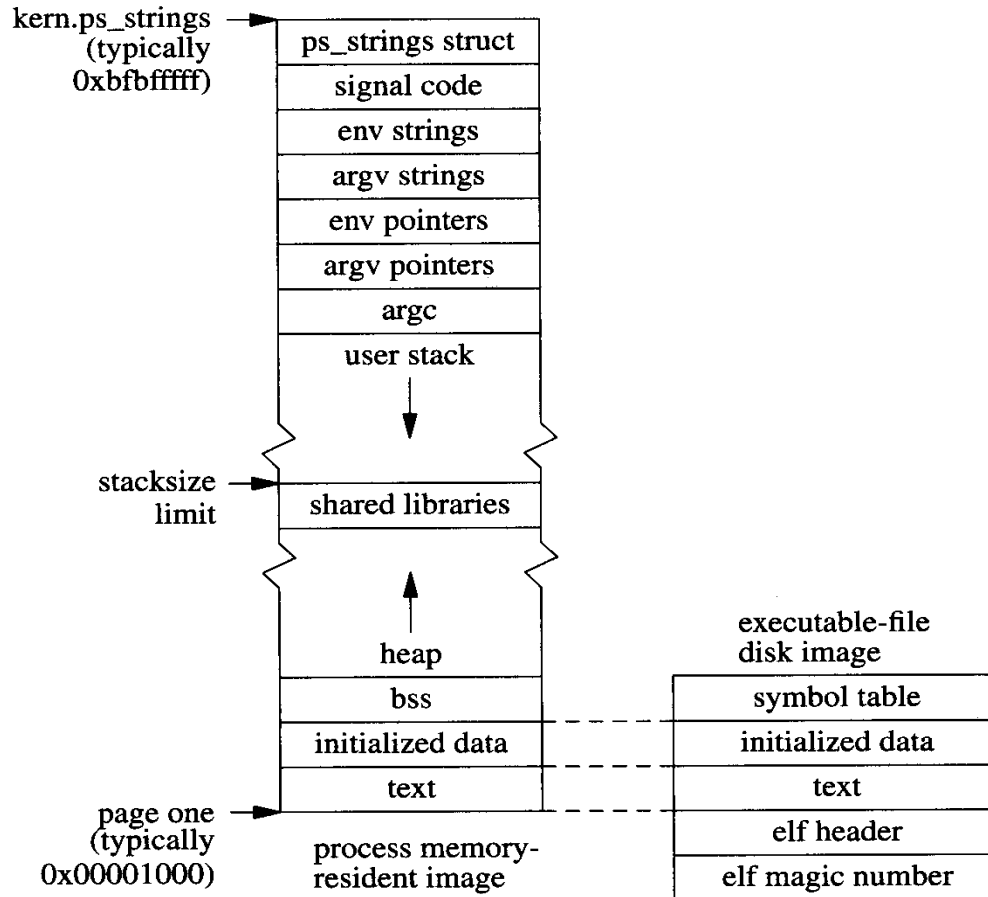 kern.ps_strings
(typically
0xbfbfffff)
ps_strings struct
signal code
env strings
argv strings
env pointers
argv pointers
argc
user stack
stacksize
limit
shared libraries
heap
bss
initialized data
text
page one
(typically
0x00001000)
process memory-
resident image
executable-file
disk image
symbol table
initialized data
text
elf header
elf magic number